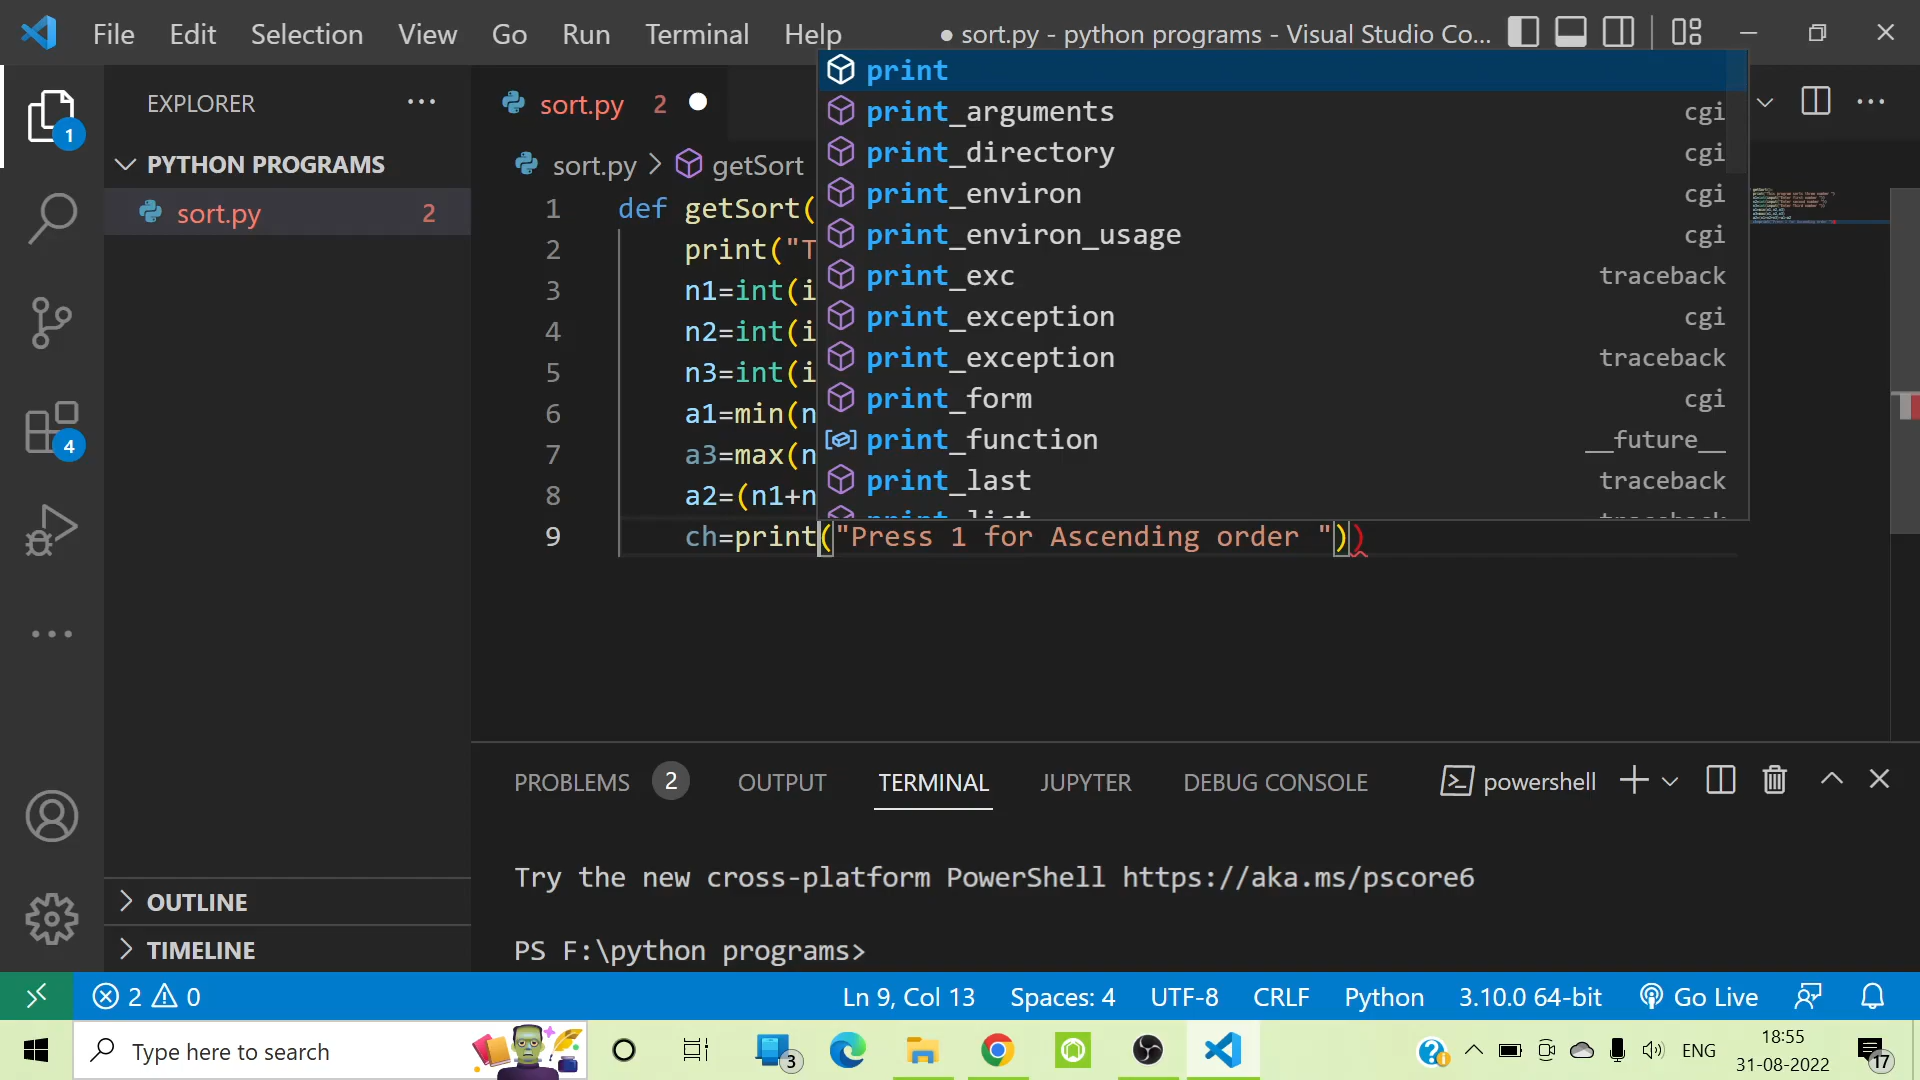 File Edit Selection View Go Run Terminal Help
● sort.py - python programs - Visual Studio Co...
EXPLORER
PYTHON PROGRAMS
sort.py 2
1
4
OUTLINE
TIMELINE
sort.py 2
sort.py > getSort
1 def getSort(
2 print("T
3 n1=int(i
4 n2=int(i
5 n3=int(i
6 a1=min(n
7 a3=max(n
8 a2=(n1+n
9 ch=print("Press 1 for Ascending order "))
print
print_arguments cgi
print_directory cgi
print_environ cgi
print_environ_usage cgi
print_exc traceback
print_exception cgi
print_exception traceback
print_form cgi
print_function __future__
print_last traceback
PROBLEMS 2 OUTPUT TERMINAL JUPYTER DEBUG CONSOLE
powershell
Try the new cross-platform PowerShell https://aka.ms/pscore6
PS F:\python programs>
2 0
Ln 9, Col 13 Spaces: 4 UTF-8 CRLF Python 3.10.0 64-bit Go Live
Type here to search
3
ENG
18:55
31-08-2022
17